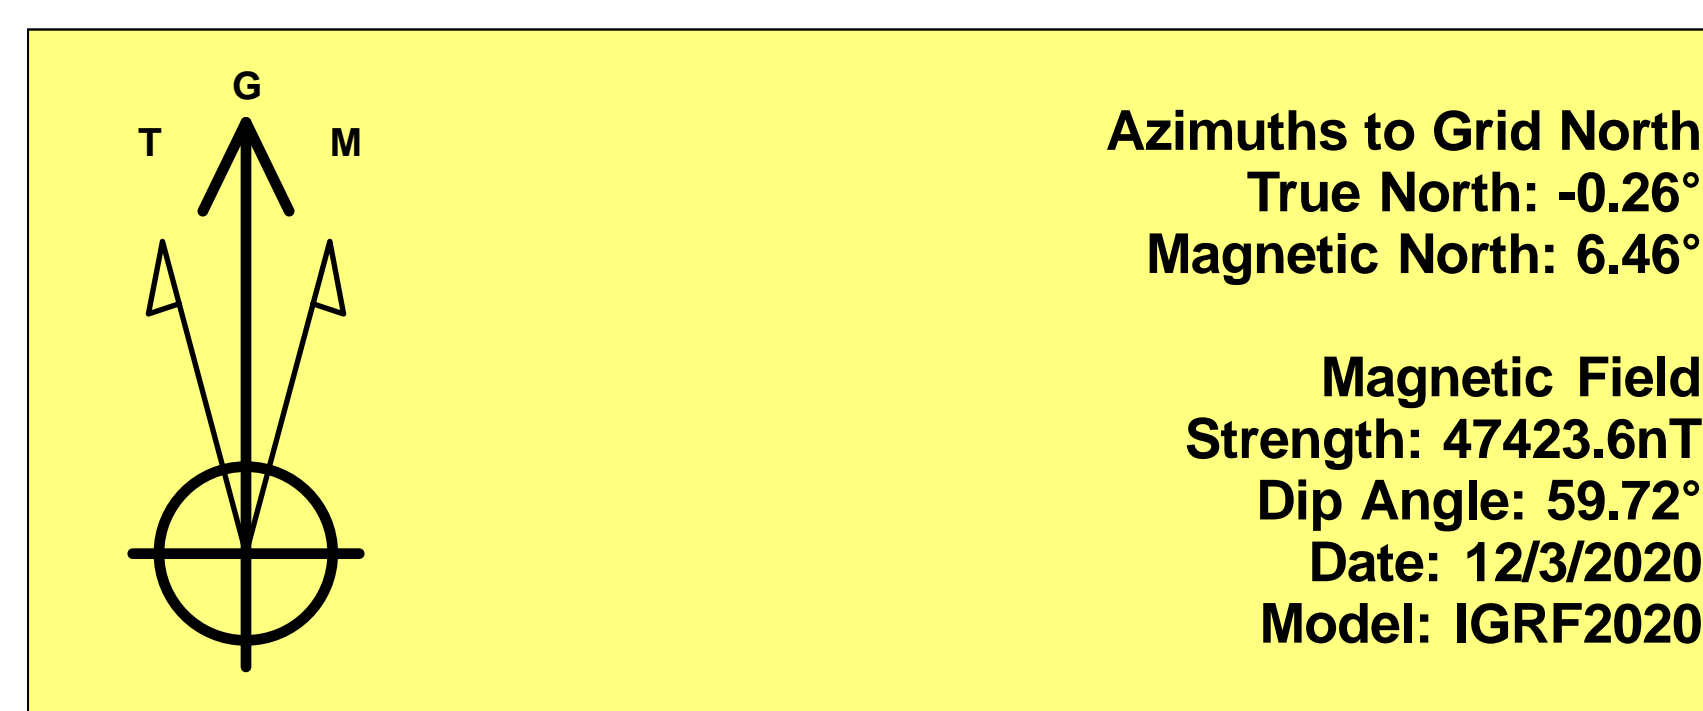 G
T M
Azimuths to Grid North
True North: -0.26°
Magnetic North: 6.46°
Magnetic Field
Strength: 47423.6nT
Dip Angle: 59.72°
Date: 12/3/2020
Model: IGRF2020